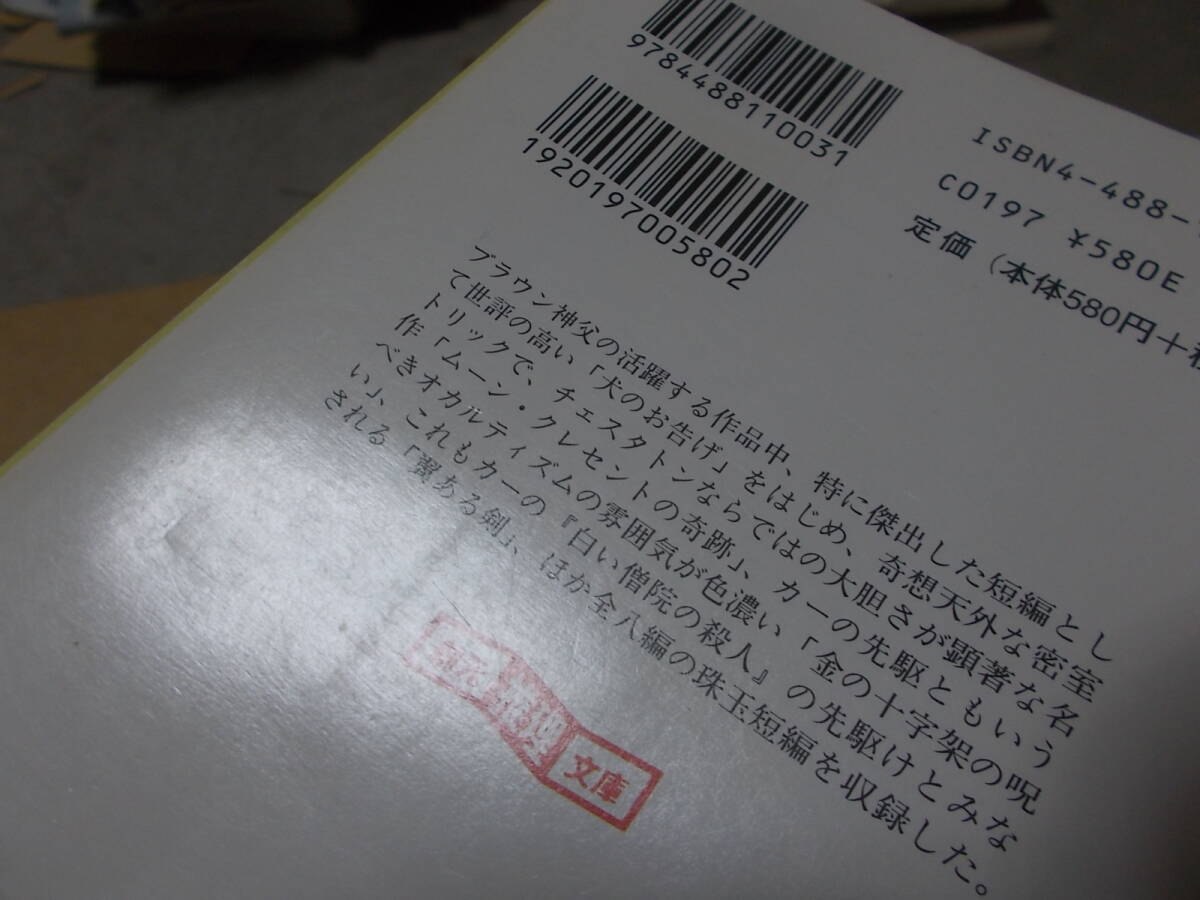 9784488110031
1920197005802
ISBN4-488-
C0197 ¥580E
定価（本体580円＋税
ブラウン神父の活躍する作品中、特に傑出した短編とし
て世評の高い「犬のお告げ」をはじめ、奇想天外な密室
トリックで、チェスタトンならではの大胆さが顕著な名
作「ムーン・クレセントの奇跡」、カーの先駆ともいう
べきオカルティズムの雰囲気が色濃い「金の十字架の呪
い」、これもカーの『白い僧院の殺人』の先駆けとみな
される「翼ある剣」、ほか全八編の珠玉短編を収録した。
創元推理文庫